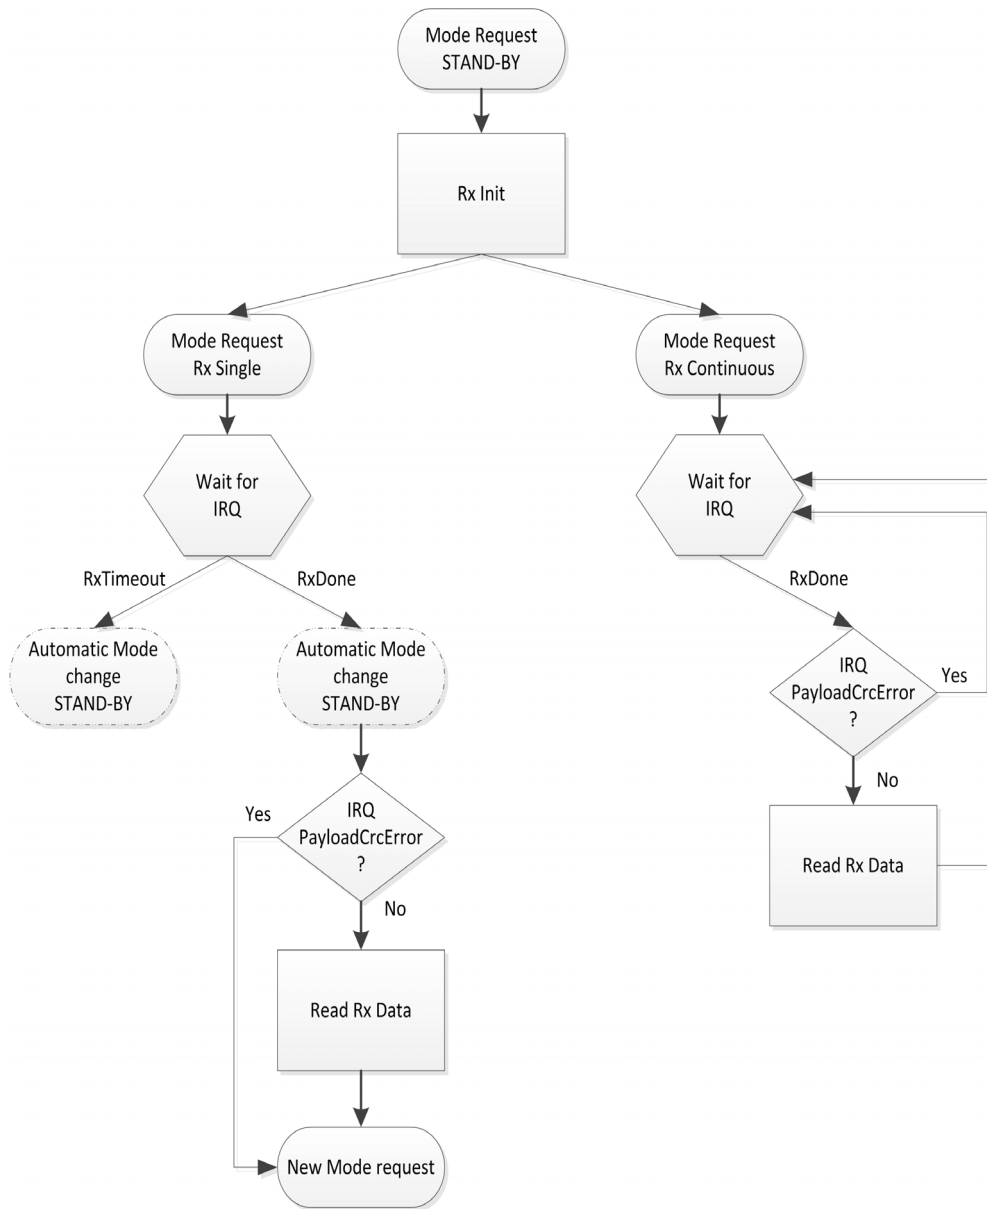 Mode Request
STAND-BY
Rx Init
Mode Request
Rx Single
Mode Request
Rx Continuous
Wait for
IRQ
Wait for
IRQ
RxTimeout
RxDone
RxDone
Automatic Mode
change
STAND-BY
Automatic Mode
change
STAND-BY
IRQ
PayloadCrcError
?
Yes
No
Yes
IRQ
PayloadCrcError
?
No
Read Rx Data
Read Rx Data
New Mode request